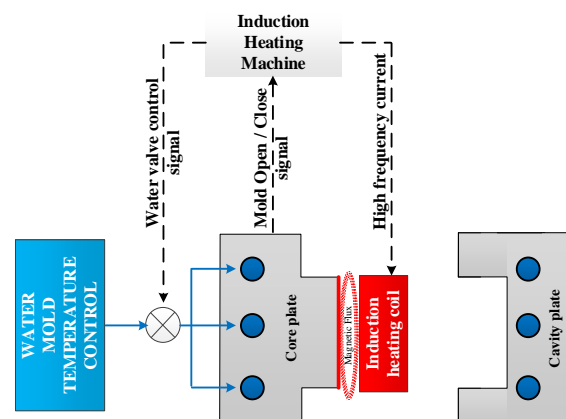 Induction
Heating
Machine
Water valve control
signal
Mold Open / Close
signal
High frequency current
WATER
MOLD
TEMPERATURE
CONTROL
Core plate
Magnetic Flux
Induction
heating coil
Cavity plate